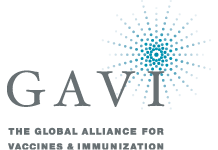 GAVI
THE GLOBAL ALLIANCE FOR
VACCINES & IMMUNIZATION